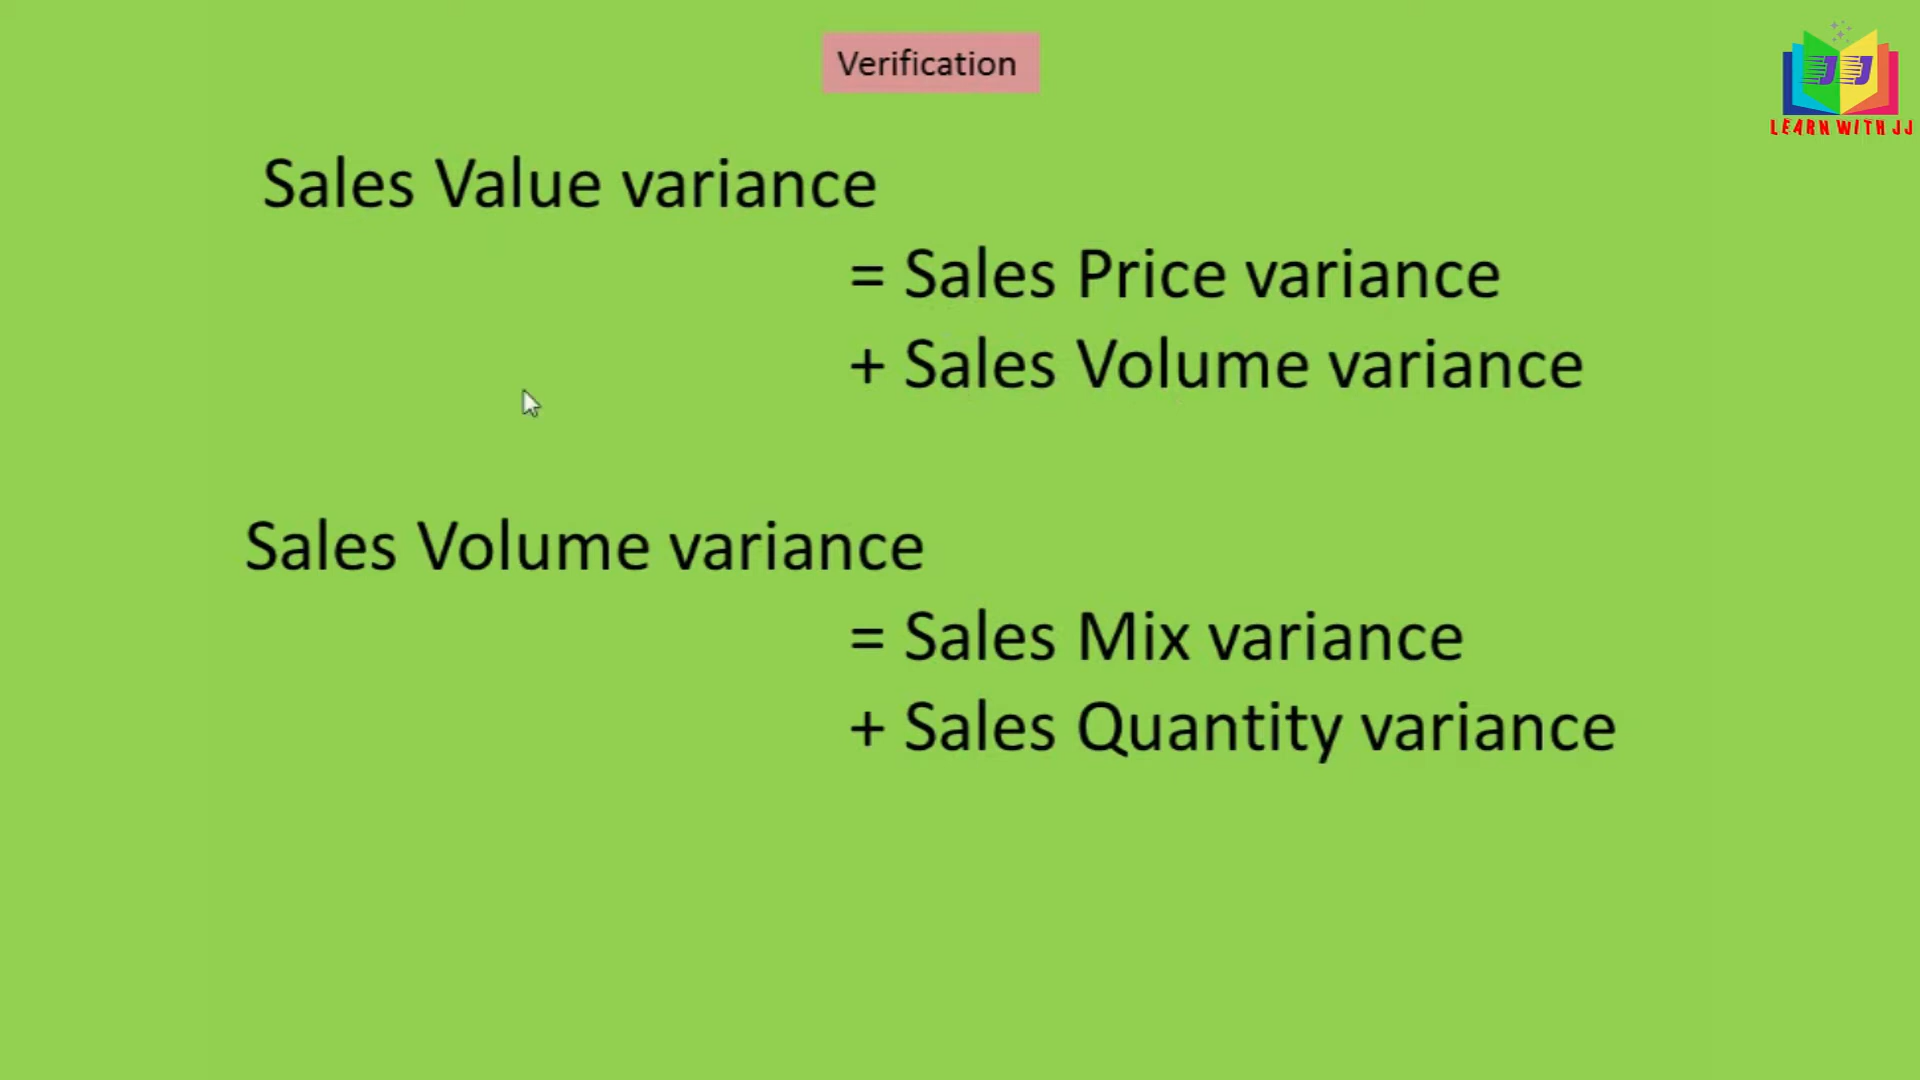 Verification
JJ
LEARN WITH JJ
Sales Value variance
= Sales Price variance
+ Sales Volume variance
Sales Volume variance
= Sales Mix variance
+ Sales Quantity variance